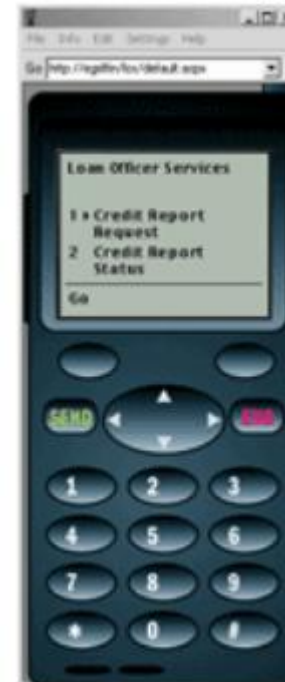 File Info Edit Settings Help
Go
Loan Officer Services
1 Credit Report
Request
2 Credit Report
Status
Go
SEND END
1 2 3
4 5 6
7 8 9
* 0 #